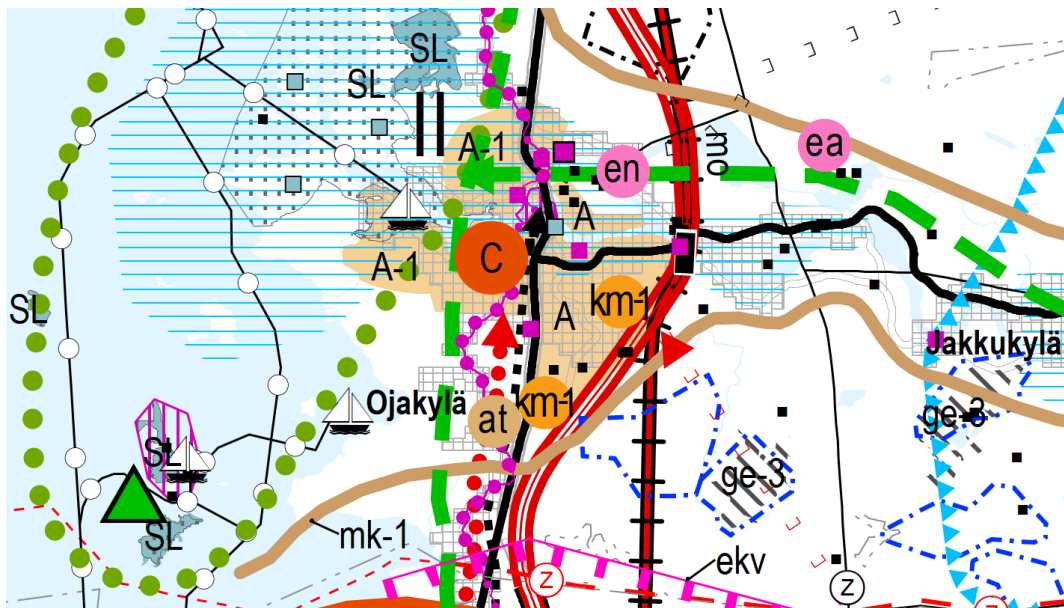 SL
SL
II
A-1
en
mo
ea
A
C
A-1
km-1
SL
A
Jakkukylä
Ojakylä
km-1
at
ge-3
SL
ge-3
SL
mk-1
ekv
z
z